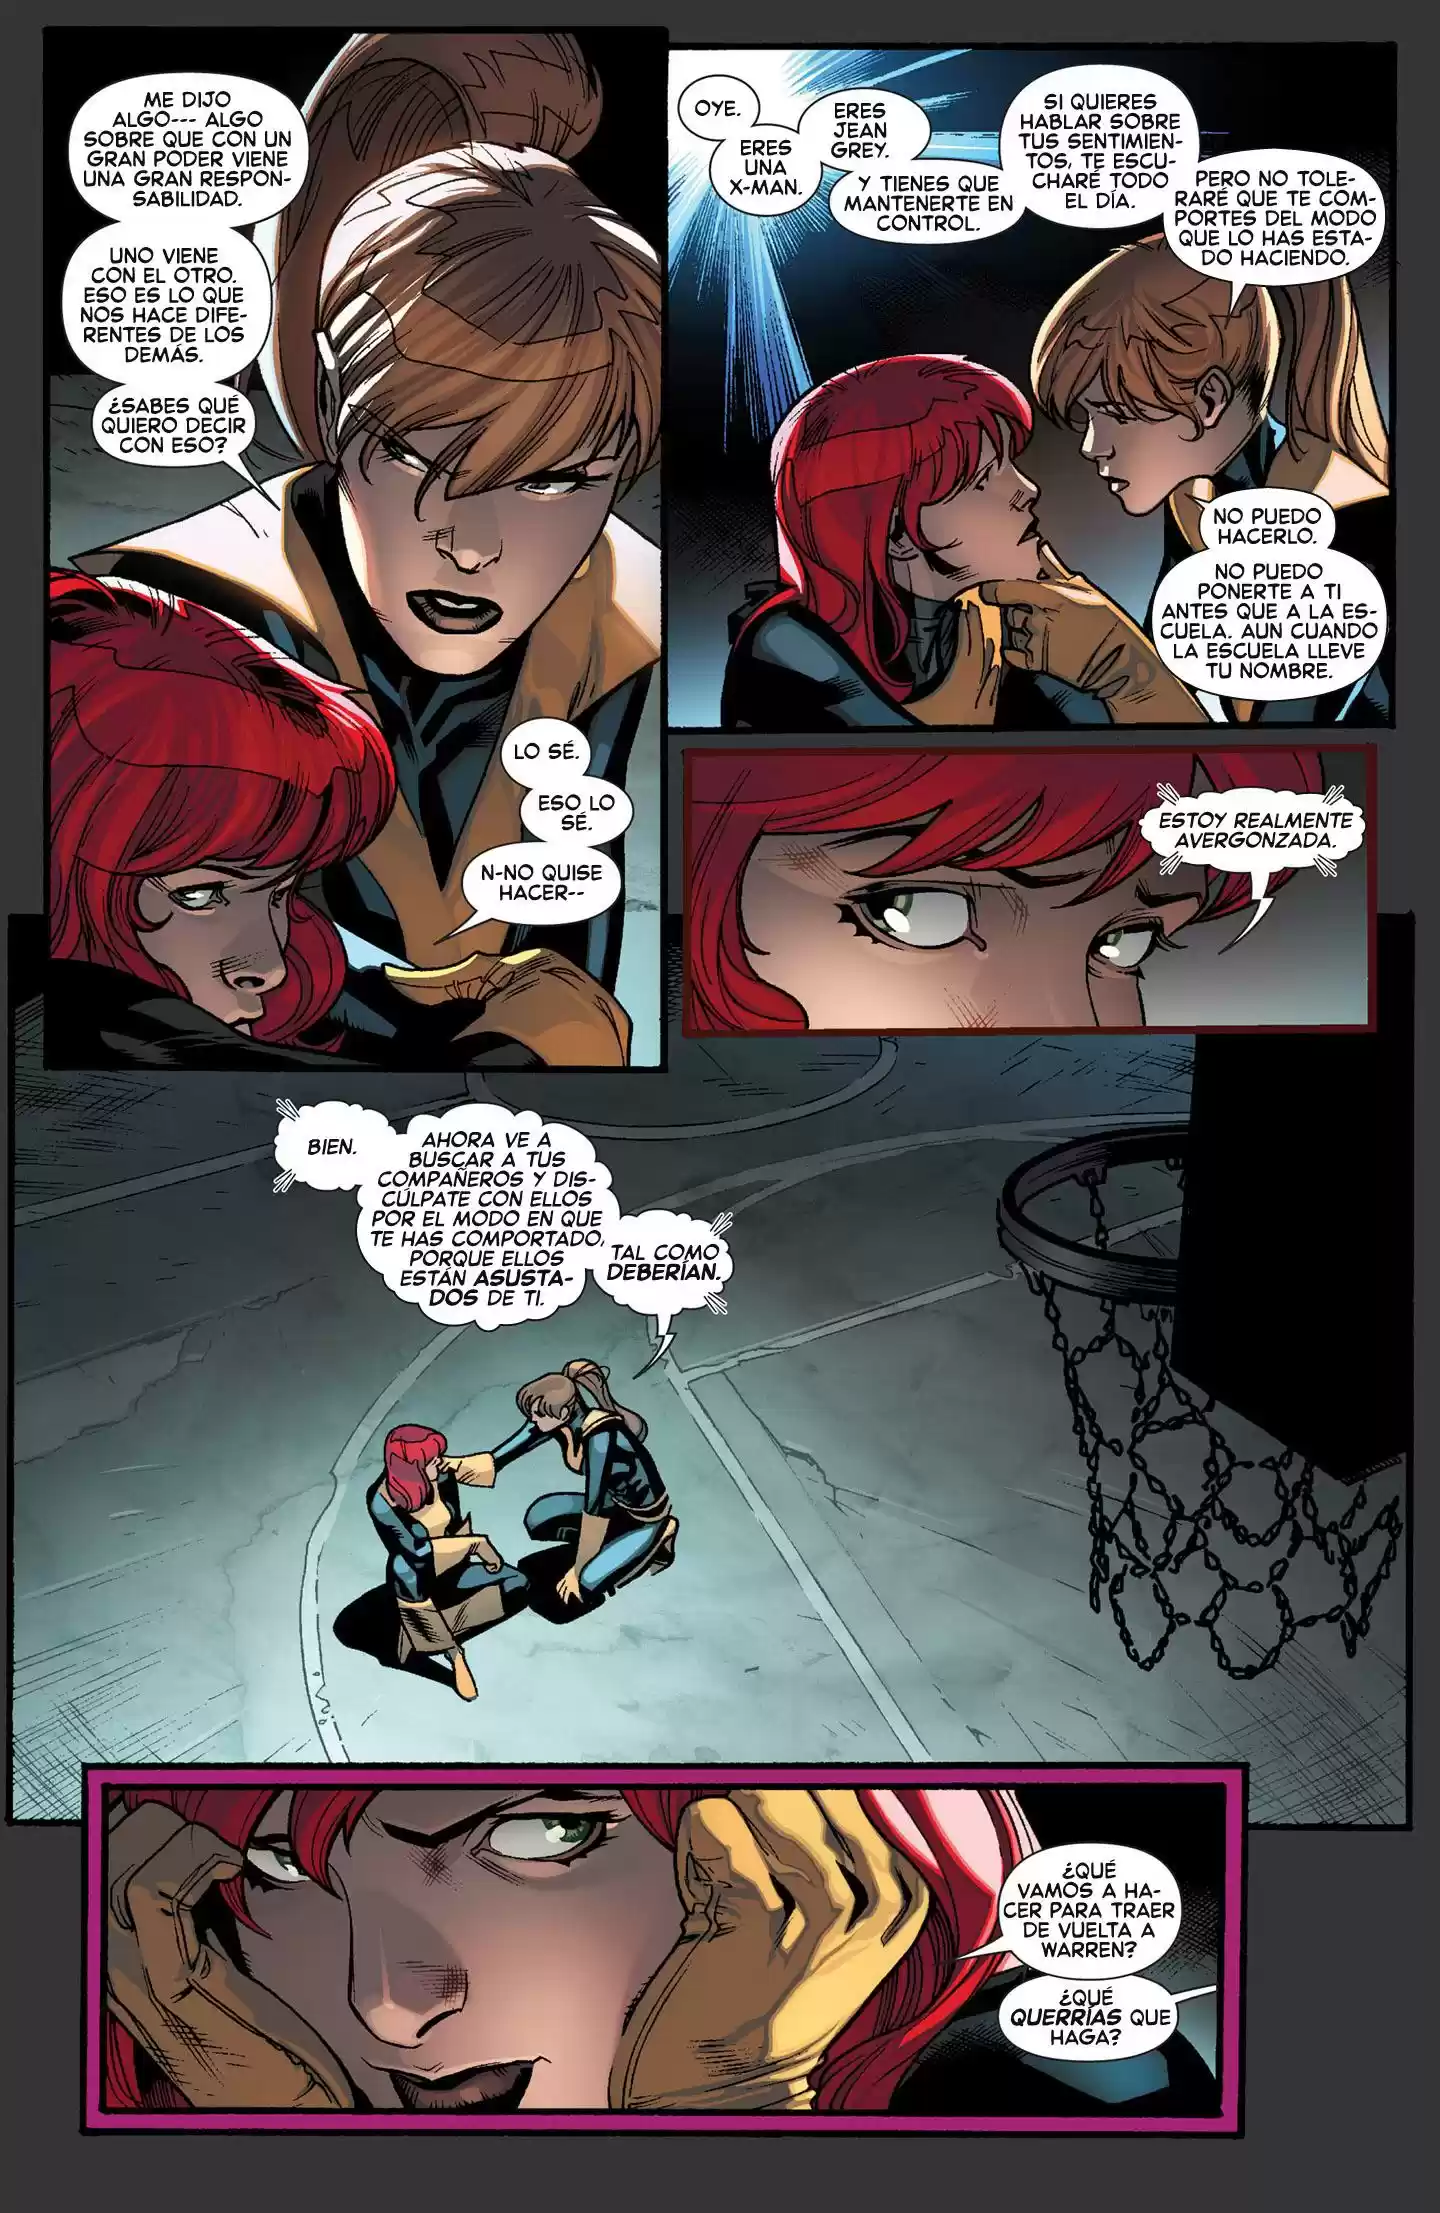 ME DIJO
ALGO--- ALGO
SOBRE QUE CON UN
GRAN PODER VIENE
UNA GRAN RESPON-
SABILIDAD.
UNO VIENE
CON EL OTRO.
ESO ES LO QUE
NOS HACE DIFE-
RENTES DE LOS
DEMÁS.
¿SABES QUÉ
QUIERO DECIR
CON ESO?
LO SÉ.
ESO LO
SÉ.
N-NO QUISE
HACER--
OYE.
ERES
UNA
X-MAN.
ERES
JEAN
GREY.
Y TIENES QUE
MANTENERTE EN
CONTROL.
SI QUIERES
HABLAR SOBRE
TUS SENTIMIEN-
TOS, TE ESCU-
CHARÉ TODO
EL DÍA.
PERO NO TOLE-
RARÉ QUE TE COM-
PORTES DEL MODO
QUE LO HAS ESTA-
DO HACIENDO.
NO PUEDO
HACERLO.
NO PUEDO
PONERTE A TI
ANTES QUE A LA ES-
CUELA. AUN CUANDO
LA ESCUELA LLEVE
TU NOMBRE.
ESTOY REALMENTE
AVERGONZADA.
BIEN.
AHORA VE A
BUSCAR A TUS
COMPAÑEROS Y DIS-
CÚLPATE CON ELLOS
POR EL MODO EN QUE
TE HAS COMPORTADO,
PORQUE ELLOS
ESTÁN ASUSTA-
DOS DE TI.
TAL COMO
DEBERÍAN.
¿QUÉ
VAMOS A HA-
CER PARA TRAER
DE VUELTA A
WARREN?
¿QUÉ
QUERRÍAS QUE
HAGA?